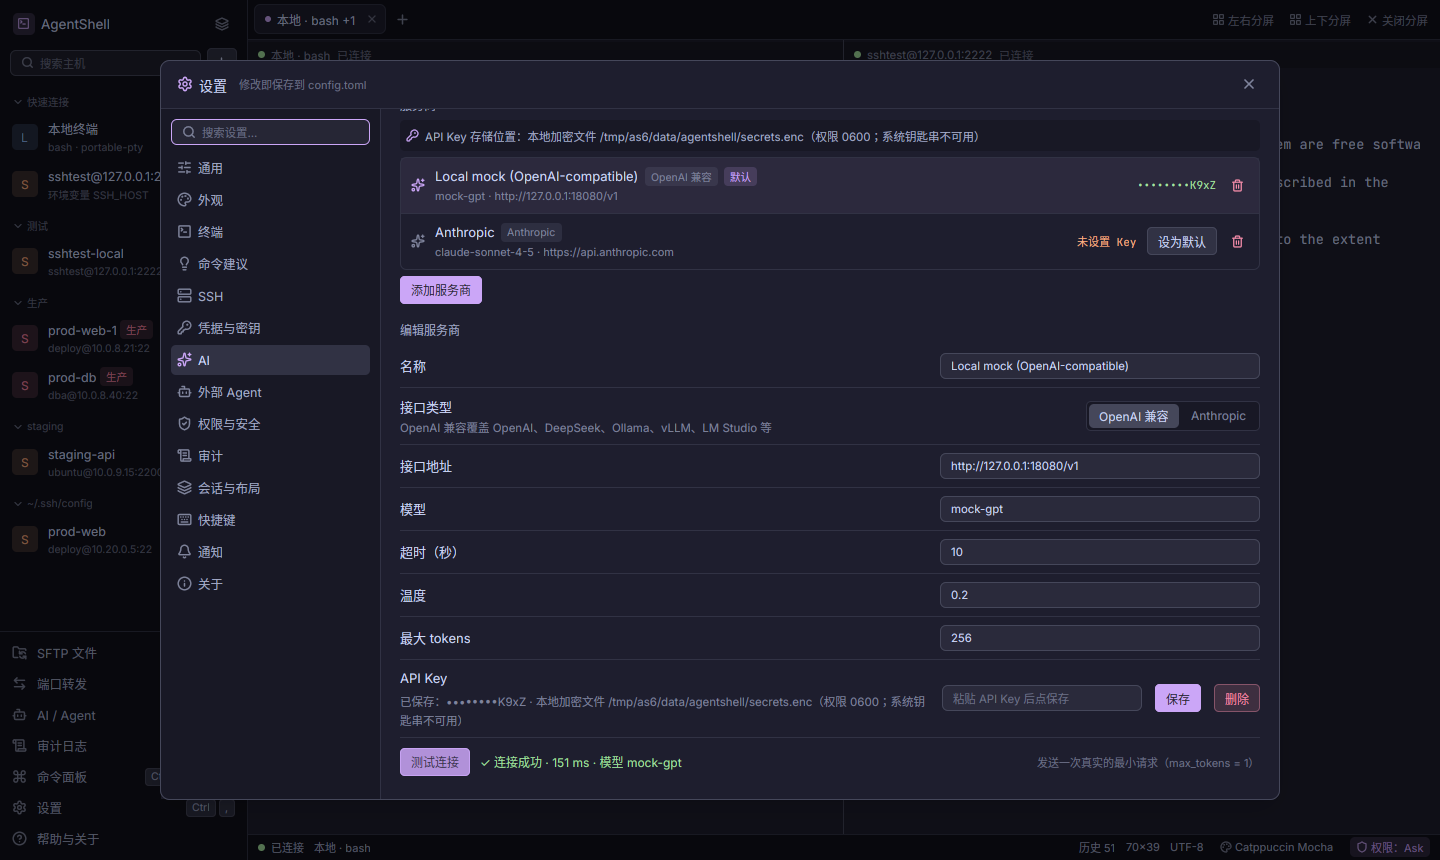 AgentShell
本地 · bash +1
左右分屏
上下分屏
关闭分屏
搜索主机
本地 · bash 已连接
sshtest@127.0.0.1:2222 已连接
快速连接
本地终端
bash · portable-pty
sshtest@127.0.0.1:2
环境变量 SSH_HOST
测试
sshtest-local
sshtest@127.0.0.1:2222
生产
prod-web-1 生产
deploy@10.0.8.21:22
prod-db 生产
dba@10.0.8.40:22
staging
staging-api
ubuntu@10.0.9.15:2200
~/.ssh/config
prod-web
deploy@10.20.0.5:22
SFTP 文件
端口转发
AI / Agent
审计日志
命令面板
设置 Ctrl ,
帮助与关于
设置 修改即保存到 config.toml
搜索设置...
通用
外观
终端
命令建议
SSH
凭据与密钥
AI
外部 Agent
权限与安全
审计
会话与布局
快捷键
通知
关于
API Key 存储位置：本地加密文件 /tmp/as6/data/agentshell/secrets.enc（权限 0600；系统钥匙串不可用）
Local mock (OpenAI-compatible) OpenAI 兼容 默认
mock-gpt · http://127.0.0.1:18080/v1
••••••••K9xZ
Anthropic Anthropic
claude-sonnet-4-5 · https://api.anthropic.com
未设置 Key 设为默认
添加服务商
编辑服务商
名称 Local mock (OpenAI-compatible)
接口类型
OpenAI 兼容覆盖 OpenAI、DeepSeek、Ollama、vLLM、LM Studio 等
OpenAI 兼容 Anthropic
接口地址 http://127.0.0.1:18080/v1
模型 mock-gpt
超时（秒） 10
温度 0.2
最大 tokens 256
API Key
已保存：••••••••K9xZ · 本地加密文件 /tmp/as6/data/agentshell/secrets.enc（权限 0600；系统钥
匙串不可用）
粘贴 API Key 后点保存 保存 删除
测试连接 ✓ 连接成功 · 151 ms · 模型 mock-gpt
发送一次真实的最小请求（max_tokens = 1）
em are free softwa
cribed in the
o the extent
已连接 本地 · bash
历史 51 70×39 UTF-8 Catppuccin Mocha 权限：Ask